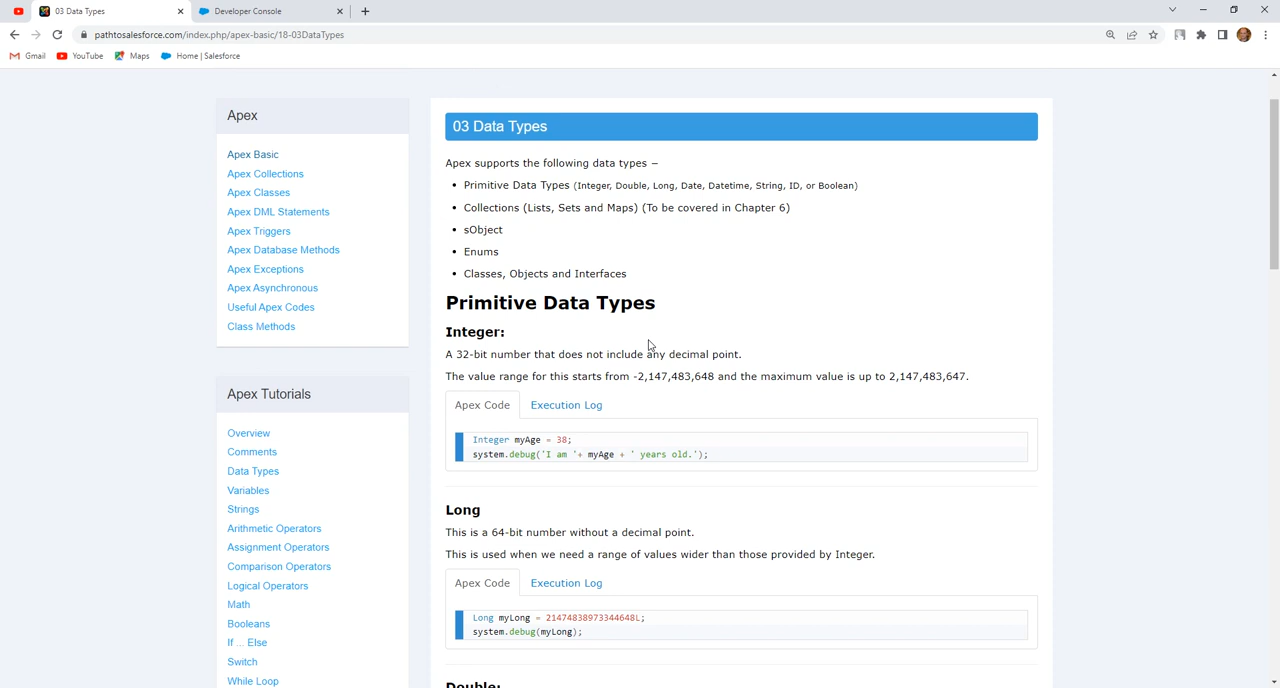 03 Data Types
Developer Console
pathtosalesforce.com/index.php/apex-basic/18-03DataTypes
Gmail
YouTube
Maps
Home | Salesforce
Apex
Apex Basic
Apex Collections
Apex Classes
Apex DML Statements
Apex Triggers
Apex Database Methods
Apex Exceptions
Apex Asynchronous
Useful Apex Codes
Class Methods
Apex Tutorials
Overview
Comments
Data Types
Variables
Strings
Arithmetic Operators
Assignment Operators
Comparison Operators
Logical Operators
Math
Booleans
If ... Else
Switch
While Loop
03 Data Types
Apex supports the following data types −
• Primitive Data Types (Integer, Double, Long, Date, Datetime, String, ID, or Boolean)
• Collections (Lists, Sets and Maps) (To be covered in Chapter 6)
• sObject
• Enums
• Classes, Objects and Interfaces
Primitive Data Types
Integer:
A 32-bit number that does not include any decimal point.
The value range for this starts from -2,147,483,648 and the maximum value is up to 2,147,483,647.
Apex Code
Execution Log
Integer myAge = 38;
system.debug('I am '+ myAge + ' years old.');
Long
This is a 64-bit number without a decimal point.
This is used when we need a range of values wider than those provided by Integer.
Apex Code
Execution Log
Long myLong = 21474838973344648L;
system.debug(myLong);
Double: